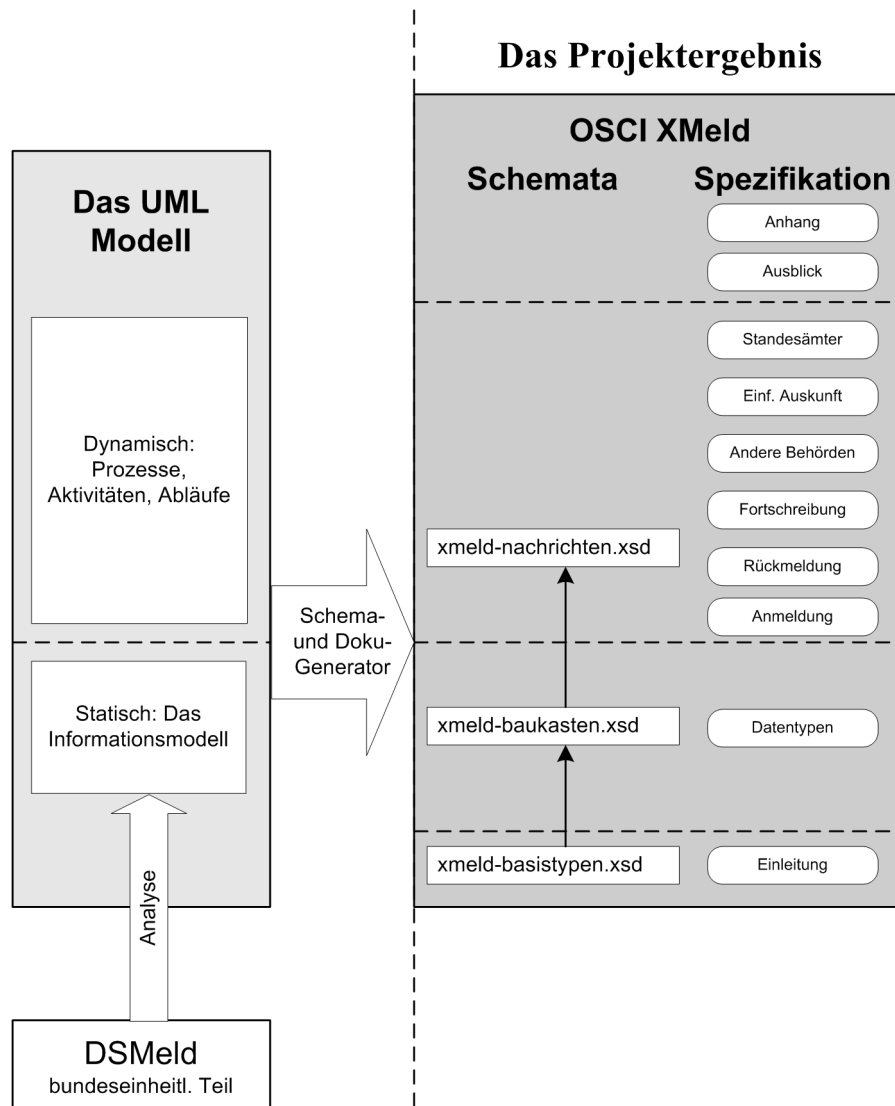 Das Projektergebnis
Das UML
Modell
Dynamisch:
Prozesse,
Aktivitäten, Abläufe
Statisch: Das
Informationsmodell
Analyse
DSMeld
bundeseinheitl. Teil
Schema-
und Doku-
Generator
OSCI XMeld
Schemata
xmeld-nachrichten.xsd
xmeld-baukasten.xsd
xmeld-basistypen.xsd
Spezifikation
Anhang
Ausblick
Standesämter
Einf. Auskunft
Andere Behörden
Fortschreibung
Rückmeldung
Anmeldung
Datentypen
Einleitung